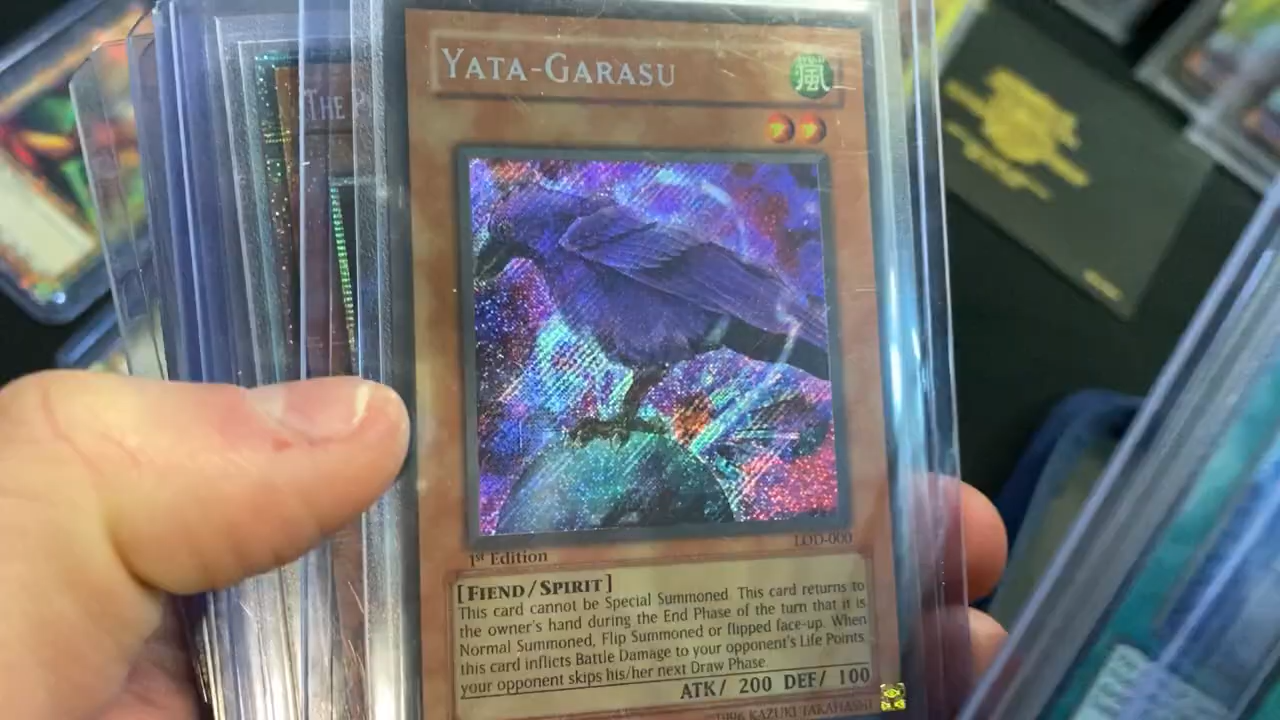 THE P
YATA-GARASU
風
LOD-000
1st Edition
[FIEND/SPIRIT]
This card cannot be Special Summoned. This card returns to
the owner's hand during the End Phase of the turn that it is
Normal Summoned, Flip Summoned or flipped face-up. When
this card inflicts Battle Damage to your opponent's Life Points,
your opponent skips his/her next Draw Phase.
ATK/ 200 DEF/ 100
1996 KAZUKI TAKAHASHI